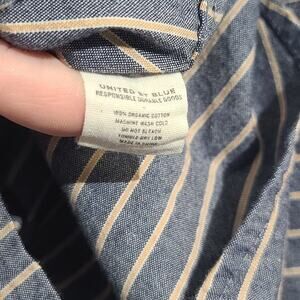 UNITED BY BLUE
RESPONSIBLE DURABLE GOODS
100% ORGANIC COTTON
MACHINE WASH COLD
DO NOT BLEACH
TUMBLE DRY LOW
MADE IN